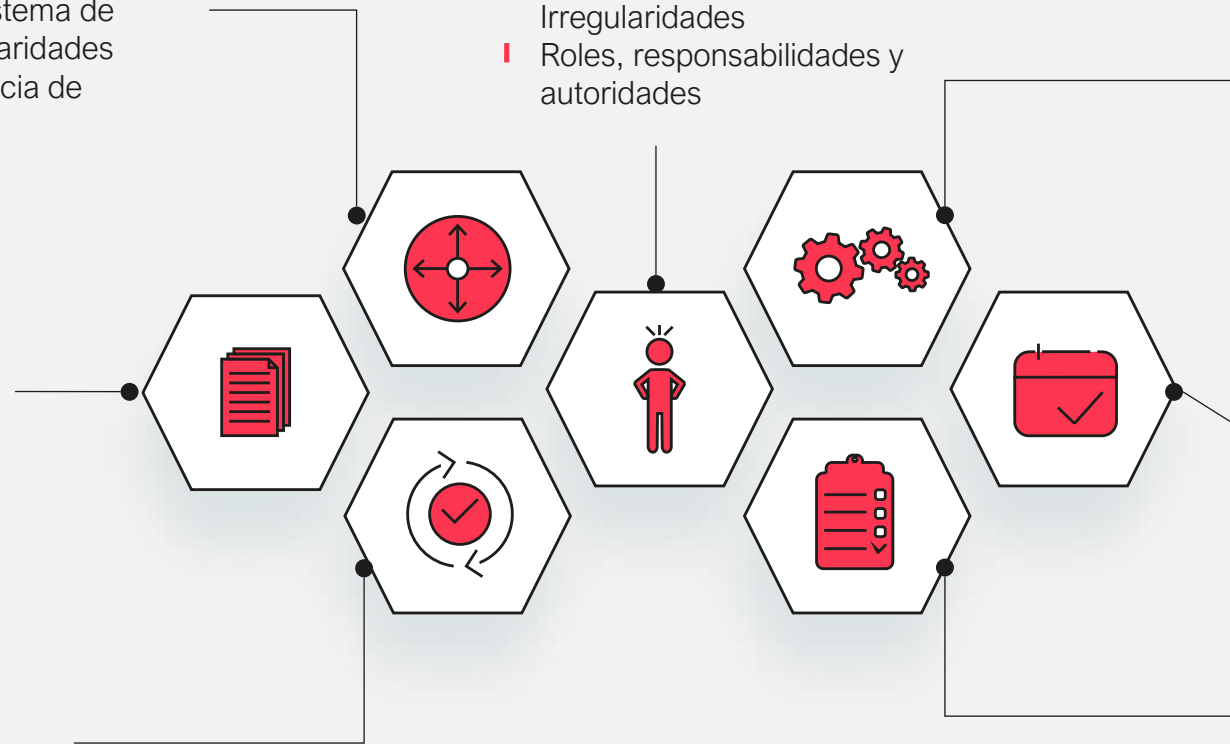 stema de
aridades
cia de
Irregularidades
Roles, responsabilidades y
autoridades